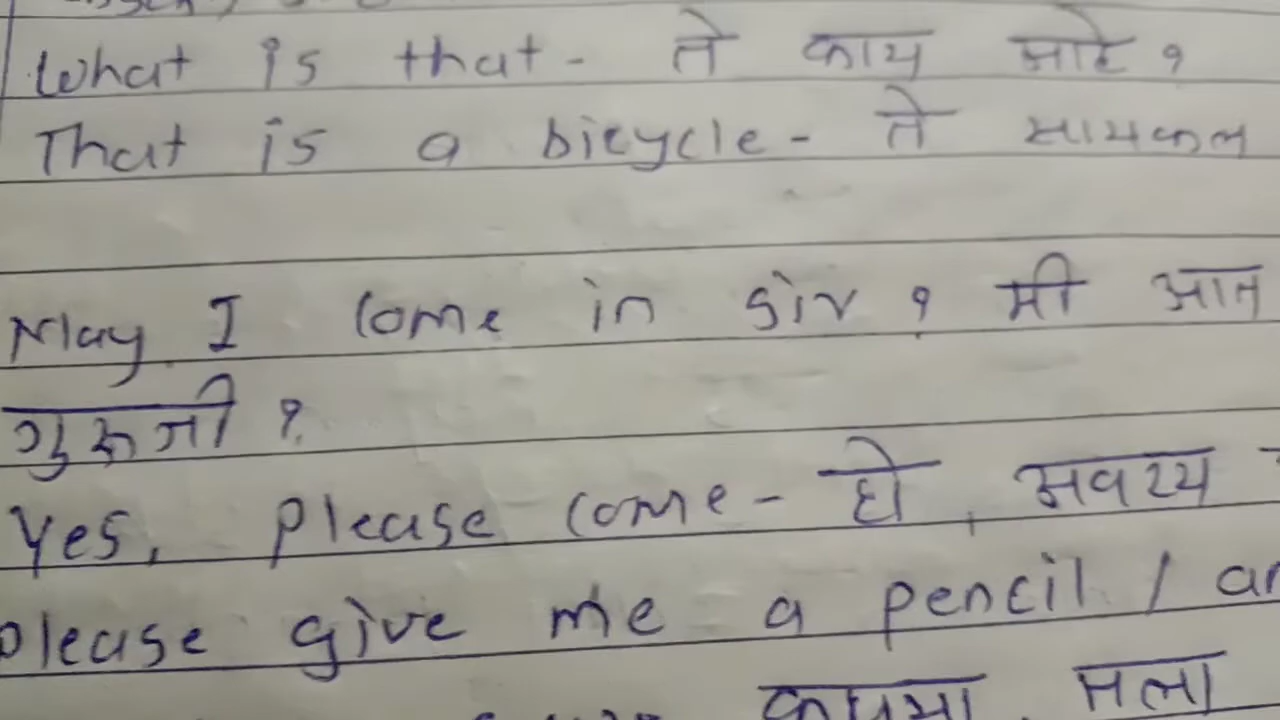 What is that - ते काय आहे ?
That is a bicycle - ते सायकल
May I come in sir ? मी आत
गुरूजी ?
Yes, please come - हो, अवश्य
please give me a pencil /
मला